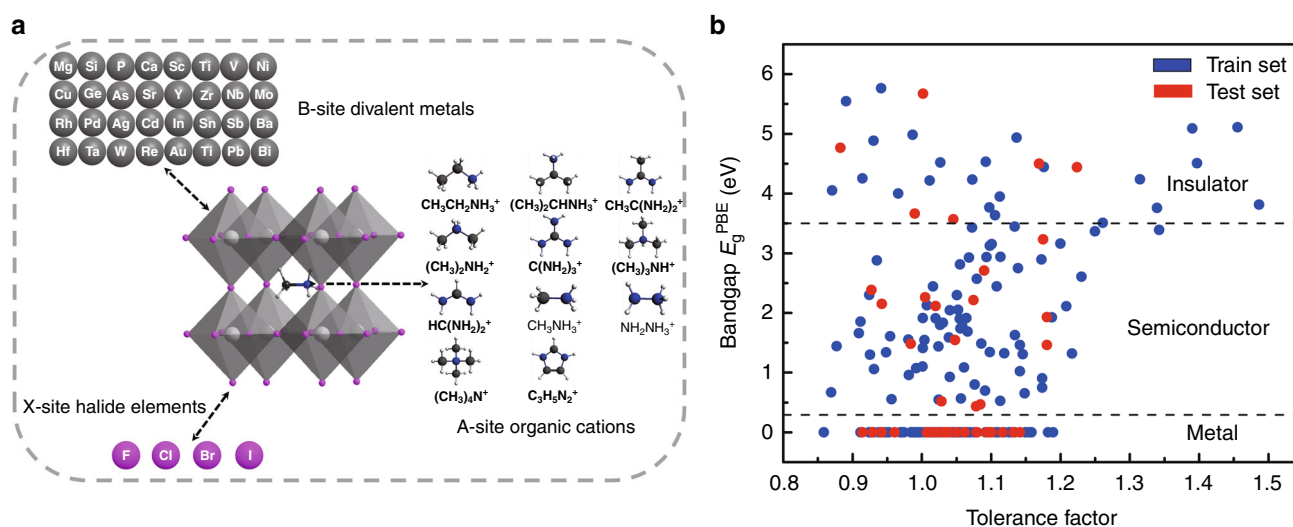 a
Mg Si P Ca Sc Ti V Ni
Cu Ge As Sr Y Zr Nb Mo
Rh Pd Ag Cd In Sn Sb Ba
Hf Ta W Re Au Ti Pb Bi
B-site divalent metals
CH₃CH₂NH₃⁺ (CH₃)₂CHNH₃⁺ CH₃C(NH₂)₂⁺
(CH₃)₂NH₂⁺ C(NH₂)₃⁺ (CH₃)₃NH⁺
HC(NH₂)₂⁺ CH₃NH₃⁺ NH₂NH₃⁺
(CH₃)₄N⁺ C₃H₅N₂⁺
A-site organic cations
X-site halide elements
F Cl Br I
b
Bandgap E_g^PBE (eV)
6
5
4
3
2
1
0
Train set
Test set
Insulator
Semiconductor
Metal
0.8 0.9 1.0 1.1 1.2 1.3 1.4 1.5
Tolerance factor